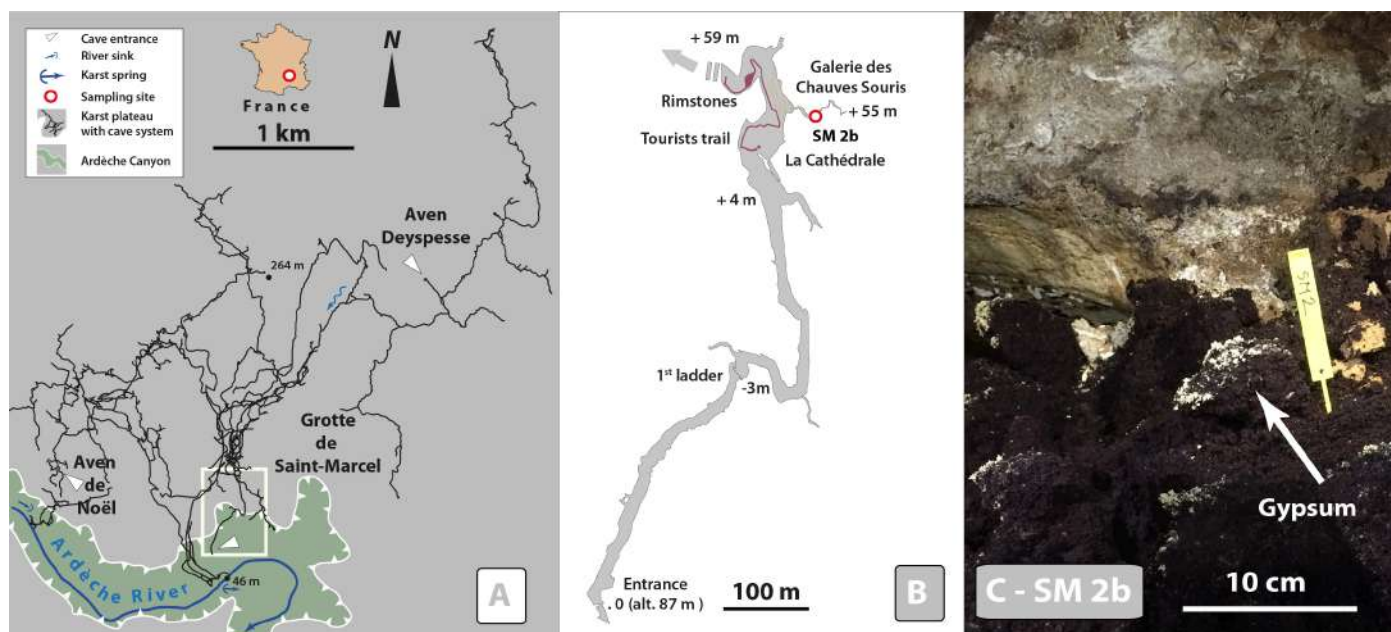 Cave entrance
River sink
Karst spring
Sampling site
Karst plateau
with cave system
Ardèche Canyon
France
1 km
N
Aven
Deyspesse
264 m
Grotte
de
Saint-Marcel
Aven
de
Noël
Ardèche River
46 m
A
+ 59 m
Rimstones
Galerie des
Chauves Souris
+ 55 m
SM 2b
Tourists trail
La Cathédrale
+ 4 m
1st ladder
-3m
Entrance
. 0 (alt. 87 m )
100 m
B
SM2
Gypsum
C - SM 2b
10 cm